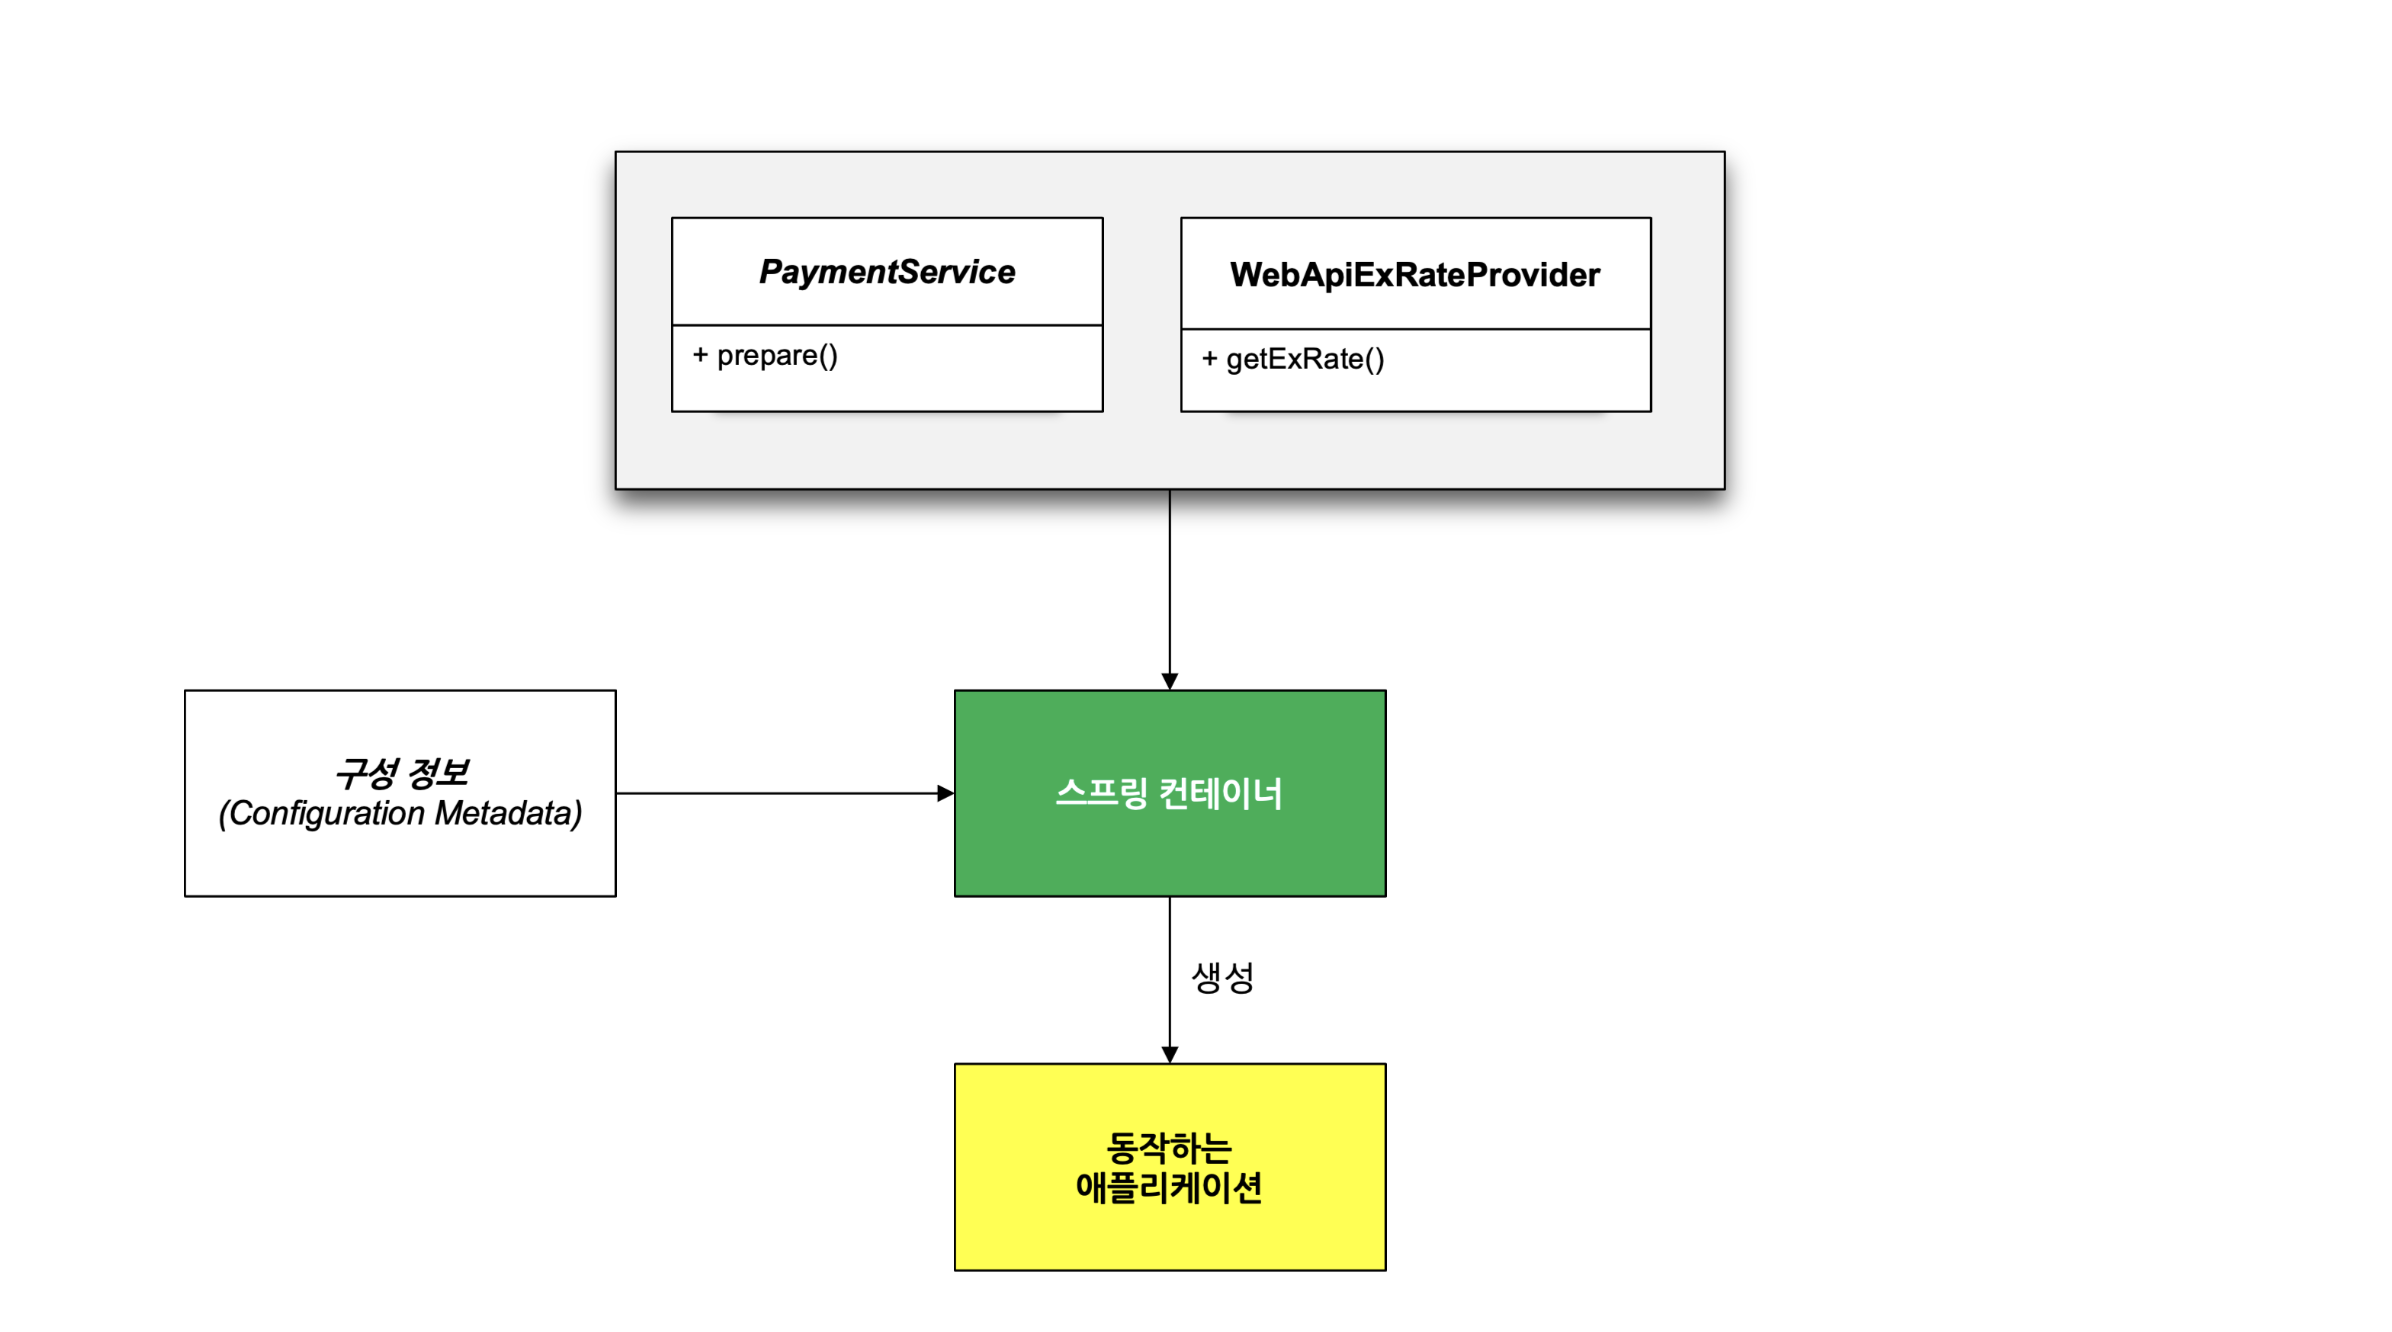 PaymentService
+ prepare()
WebApiExRateProvider
+ getExRate()
구성 정보
(Configuration Metadata)
스프링 컨테이너
생성
동작하는
애플리케이션